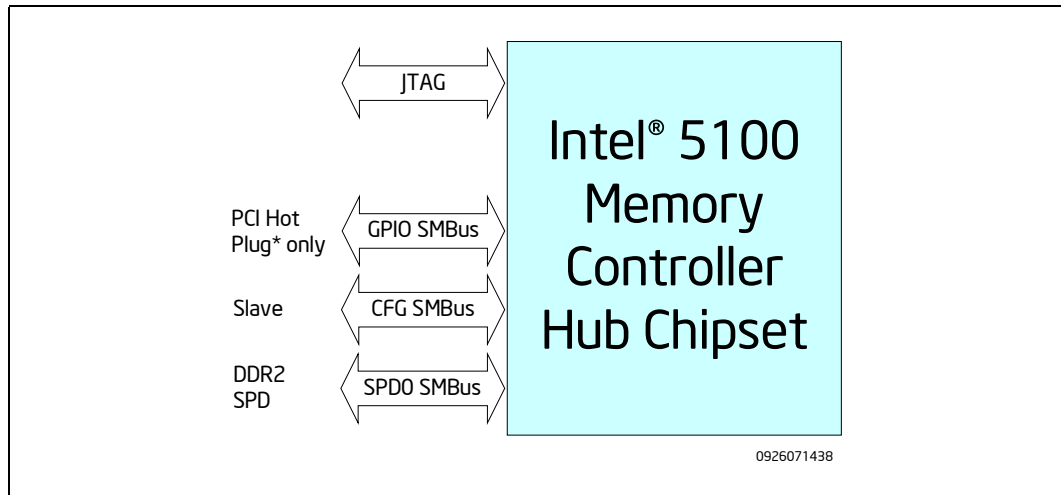 JTAG
Intel® 5100
Memory
Controller
Hub Chipset
PCI Hot
Plug* only
GPIO SMBus
Slave
CFG SMBus
DDR2
SPD
SPD0 SMBus
0926071438